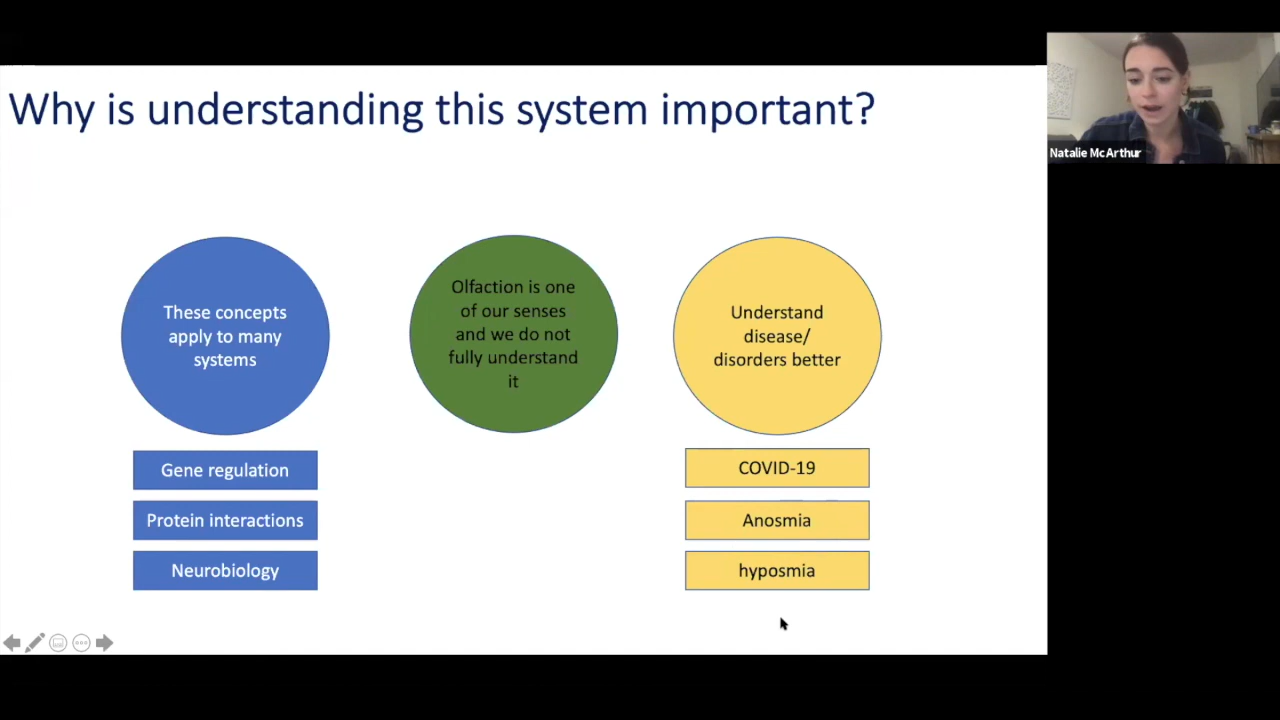 Why is understanding this system important?
Natalie McArthur
These concepts
apply to many
systems
Olfaction is one
of our senses
and we do not
fully understand
it
Understand
disease/
disorders better
Gene regulation
Protein interactions
Neurobiology
COVID-19
Anosmia
hyposmia